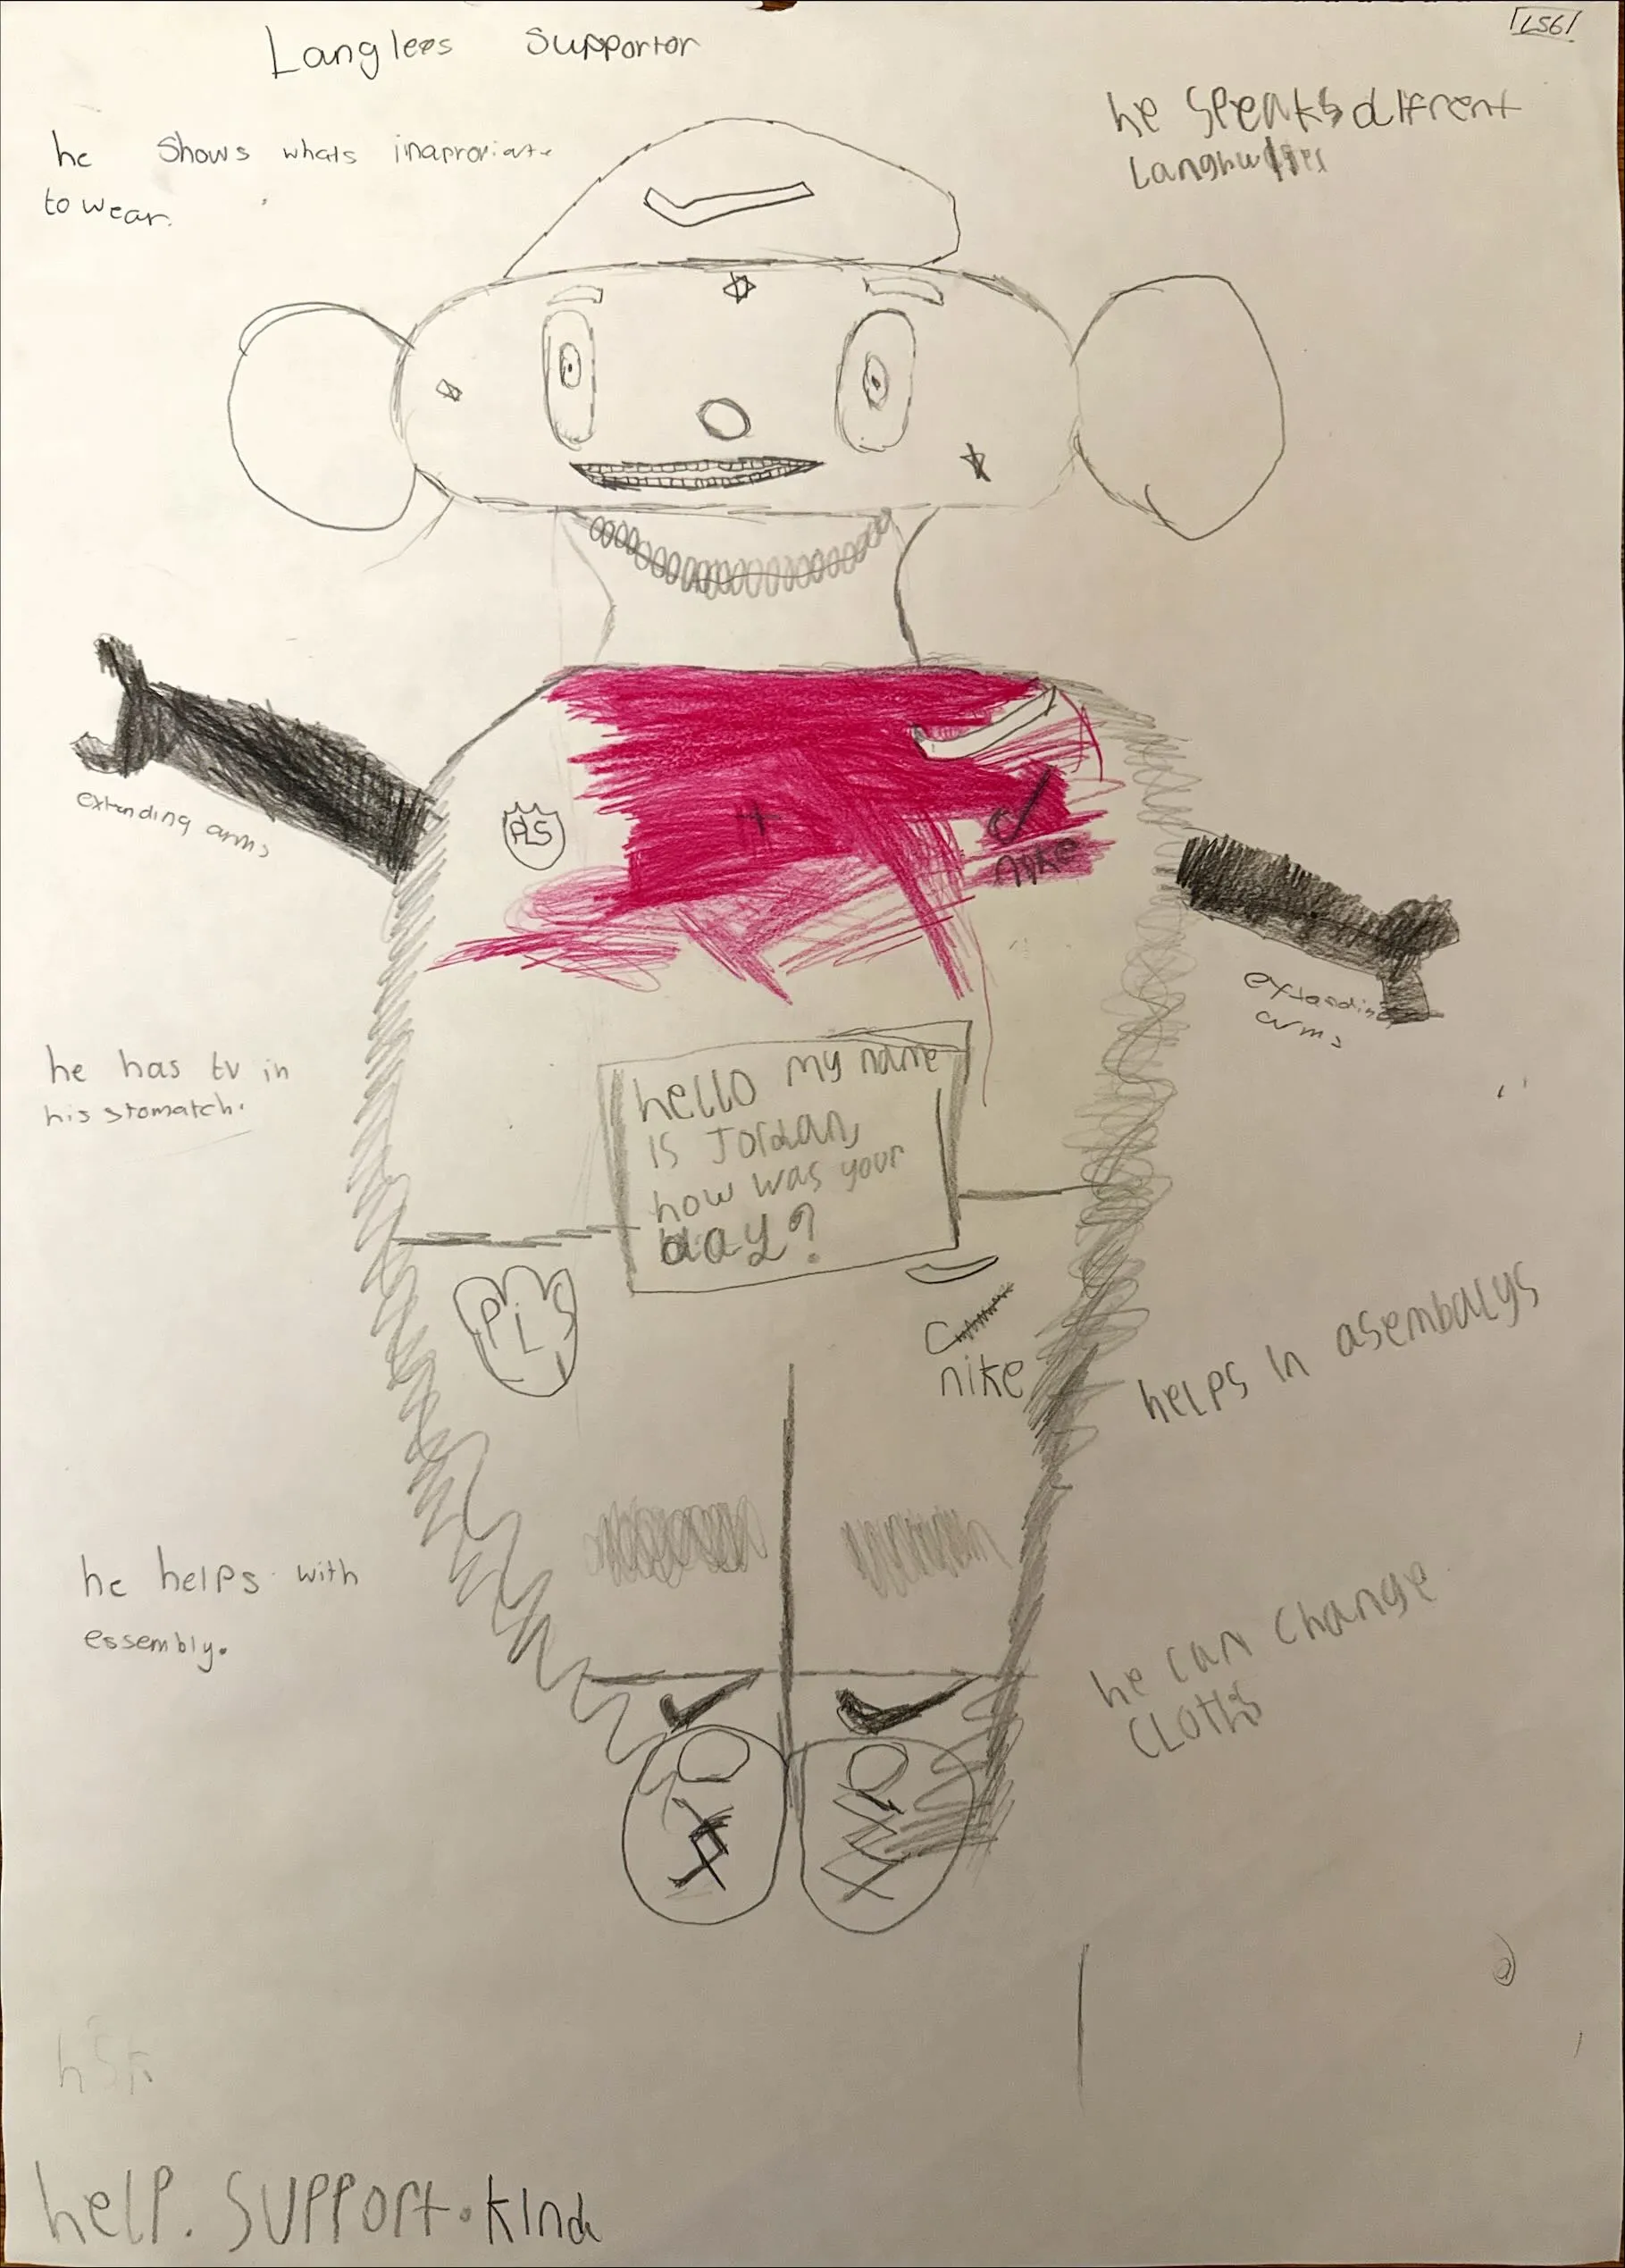 LS61
Langlees Supporter
he speaks difrent
he shows whats inaproriate
to wear.
extending arms
PLS
nike
extending
arms
he has tv in
his stomatch.
hello my name
is Jordan,
how was your
day?
PLS
nike
helps in asembalys
he helps with
essembly.
he can change
cloths
help. support. kind